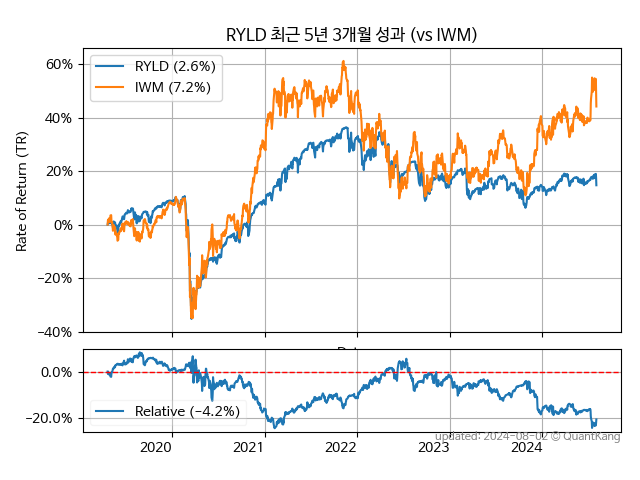 RYLD 최근 5년 3개월 성과 (vs IWM)
RYLD (2.6%)
IWM (7.2%)
Rate of Return (TR)
60%
40%
20%
0%
−20%
−40%
0.0%
−20.0%
Relative (−4.2%)
2020 2021 2022 2023 2024
updated: 2024-08-02 © QuantKang